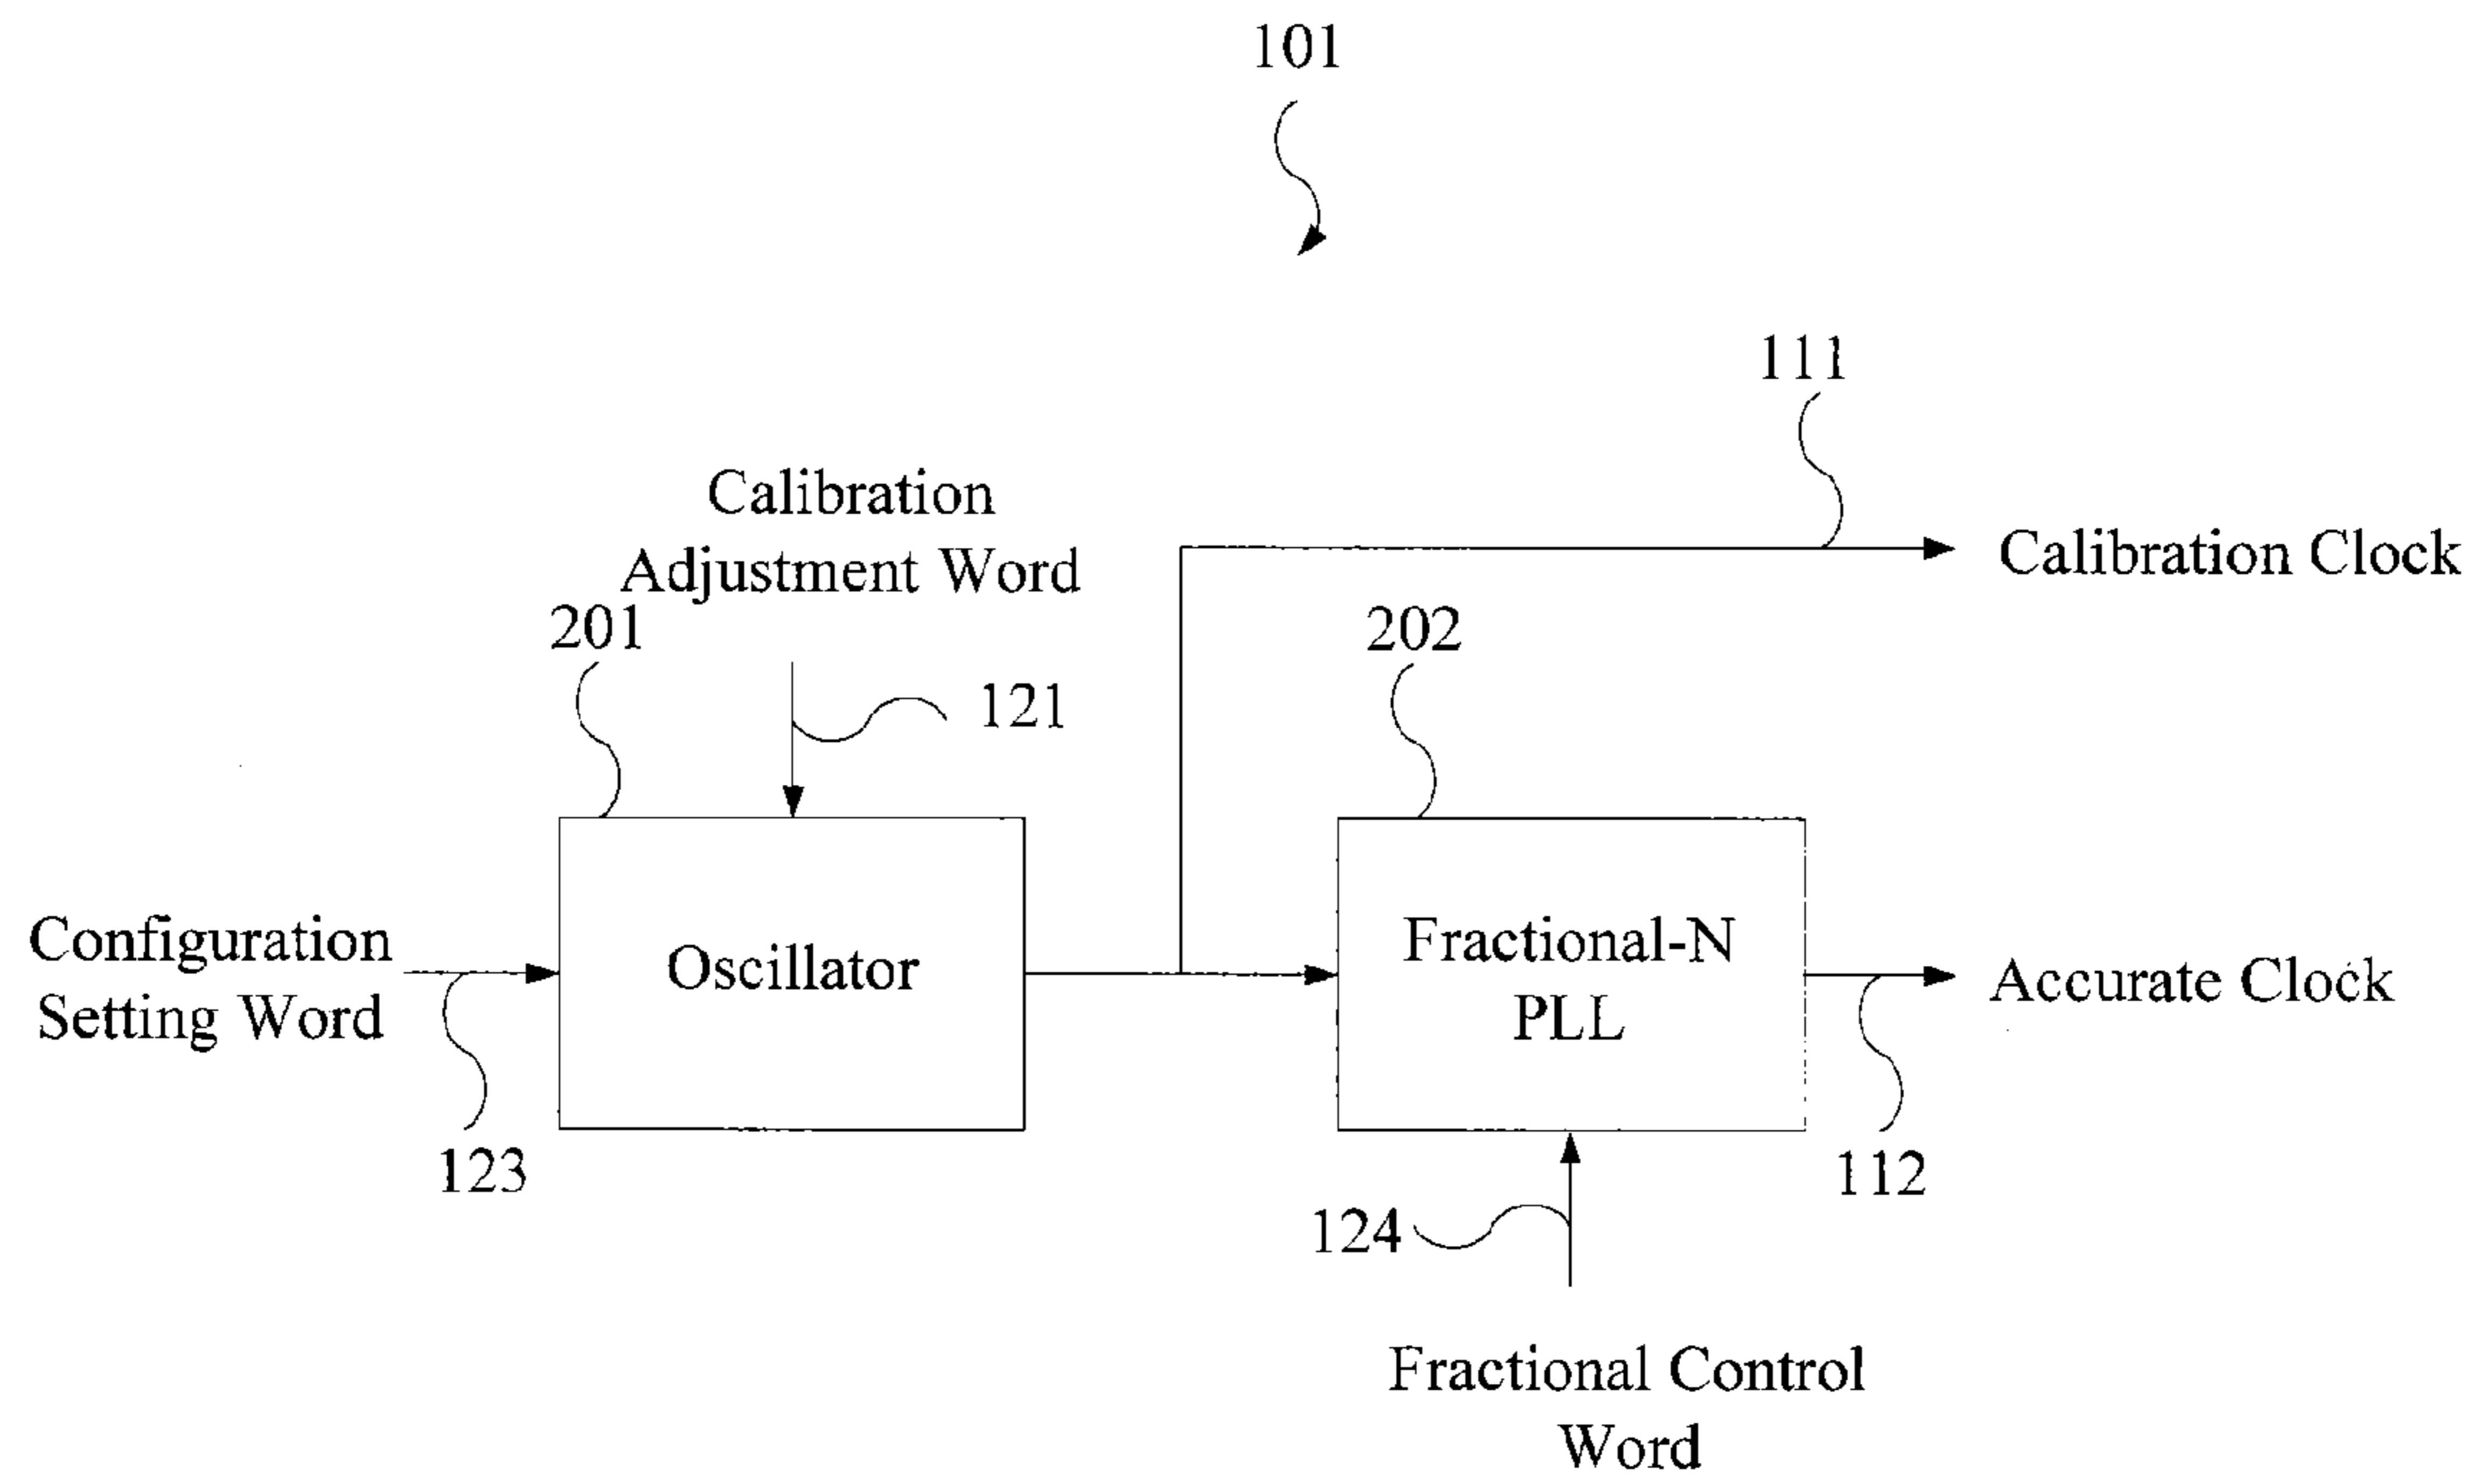 101
111
Calibration
Adjustment Word
Calibration Clock
201
202
121
Configuration
Setting Word
Oscillator
Fractional-N
PLL
Accurate Clock
123
112
124
Fractional Control
Word